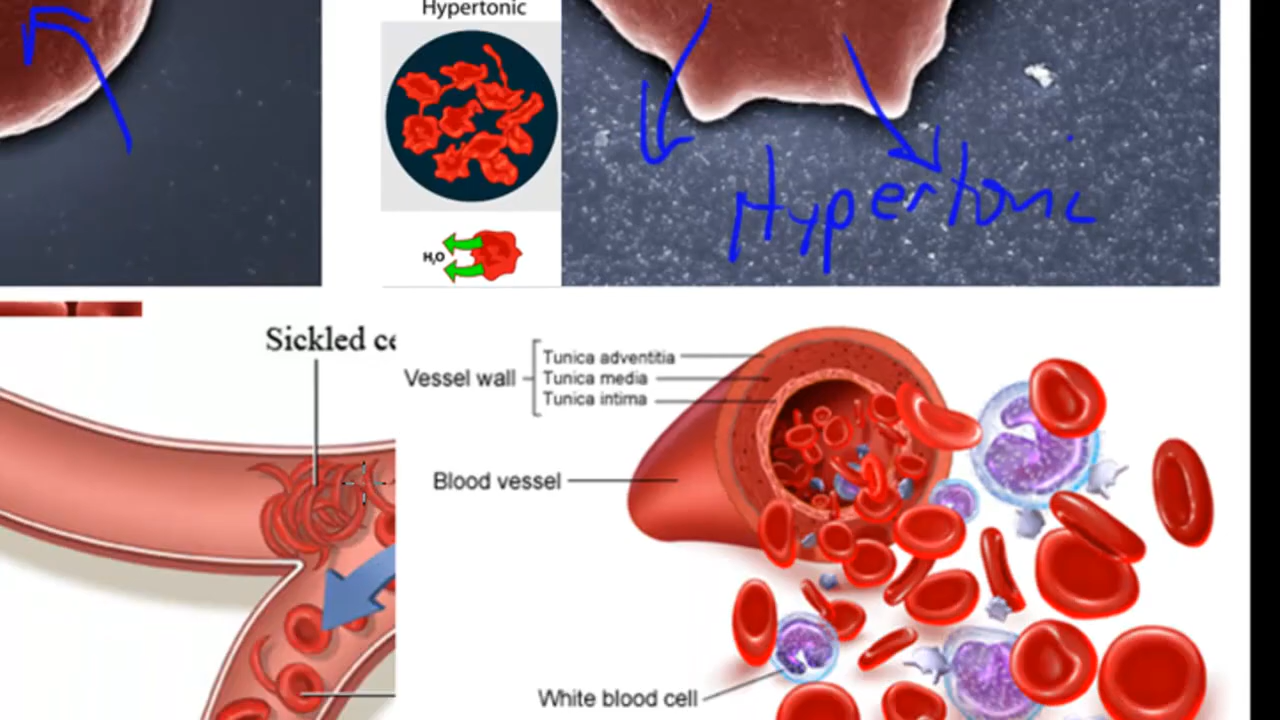 Hypertonic
H₂O
Hypertonic
Sickled ce
Vessel wall
Tunica adventitia
Tunica media
Tunica intima
Blood vessel
White blood cell